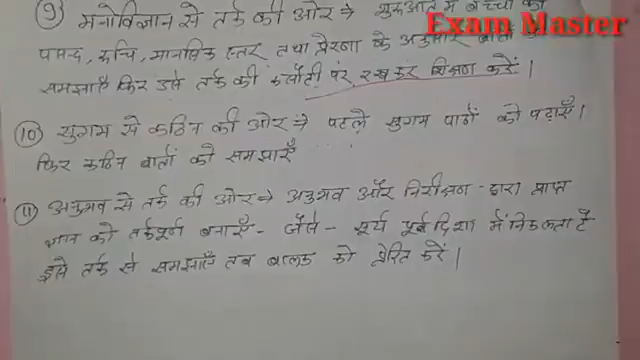 ⑨ मनोविज्ञान से तर्क की ओर ⇒ शुरुआत में बच्चों की
Exam Master
पसन्द, रुचि, मानसिक स्तर तथा प्रेरणा के अनुसार बातों
समझाएँ फिर उसे तर्क की कसौटी पर रखकर शिक्षण करें।
⑩ सुगम से कठिन की ओर ⇒ पहले सुगम पाठों को पढ़ाएँ।
फिर कठिन बातों को समझाएँ
⑪ अनुभव से तर्क की ओर ⇒ अनुभव और निरीक्षण - द्वारा प्राप्त
ज्ञान को तर्कपूर्ण बनाएँ - जैसे - सूर्य पूर्व दिशा में निकलता है
इसे तर्क से समझाएँ तब बालक को प्रेरित करें।